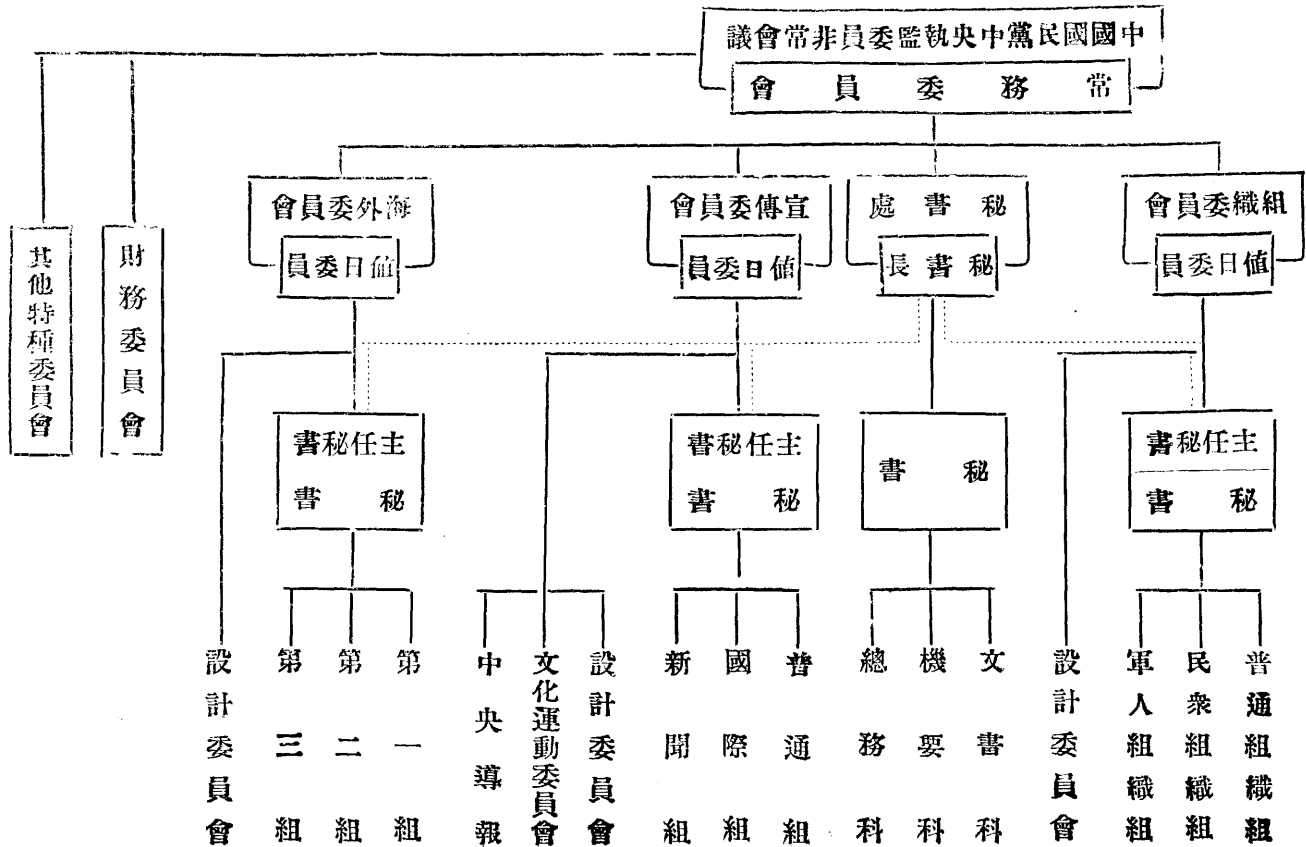 中國國民黨中央執監委員非常會議
常務委員會
組織委員會
値日委員
秘書處
秘書長
宣傳委員會
値日委員
海外委員會
値日委員
財務委員會
其他特種委員會
主任秘書
秘書
秘書
主任秘書
秘書
主任秘書
秘書
普通組織組
民衆組織組
軍人組織組
設計委員會
文書科
機要科
總務科
普通組
國際組
新聞組
設計委員會
文化運動委員會
中央導報
第一組
第二組
第三組
設計委員會